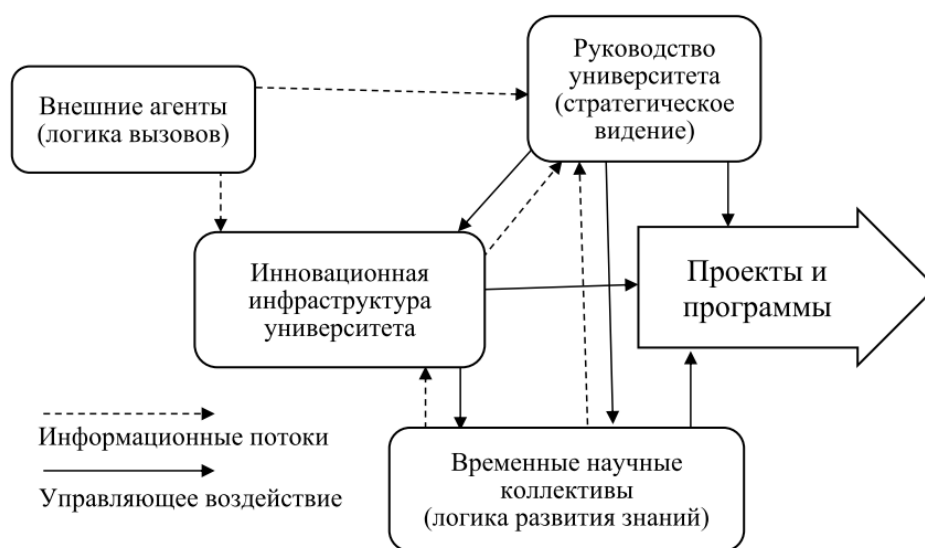 Руководство
университета
(стратегическое
видение)
Внешние агенты
(логика вызовов)
Инновационная
инфраструктура
университета
Проекты и
программы
Информационные потоки
Управляющее воздействие
Временные научные
коллективы
(логика развития знаний)